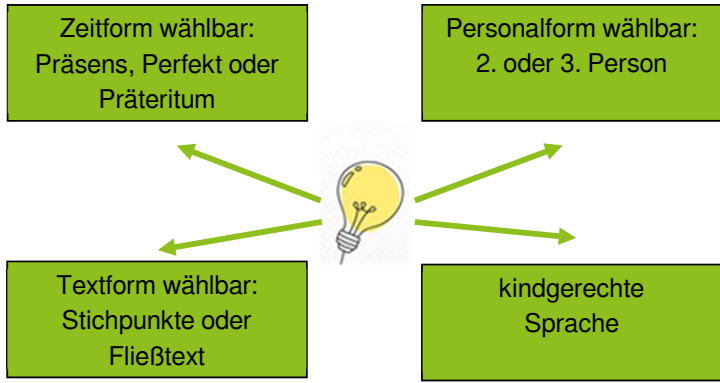 Zeitform wählbar:
Präsens, Perfekt oder
Präteritum
Personalform wählbar:
2. oder 3. Person
Textform wählbar:
Stichpunkte oder
Fließtext
kindgerechte
Sprache